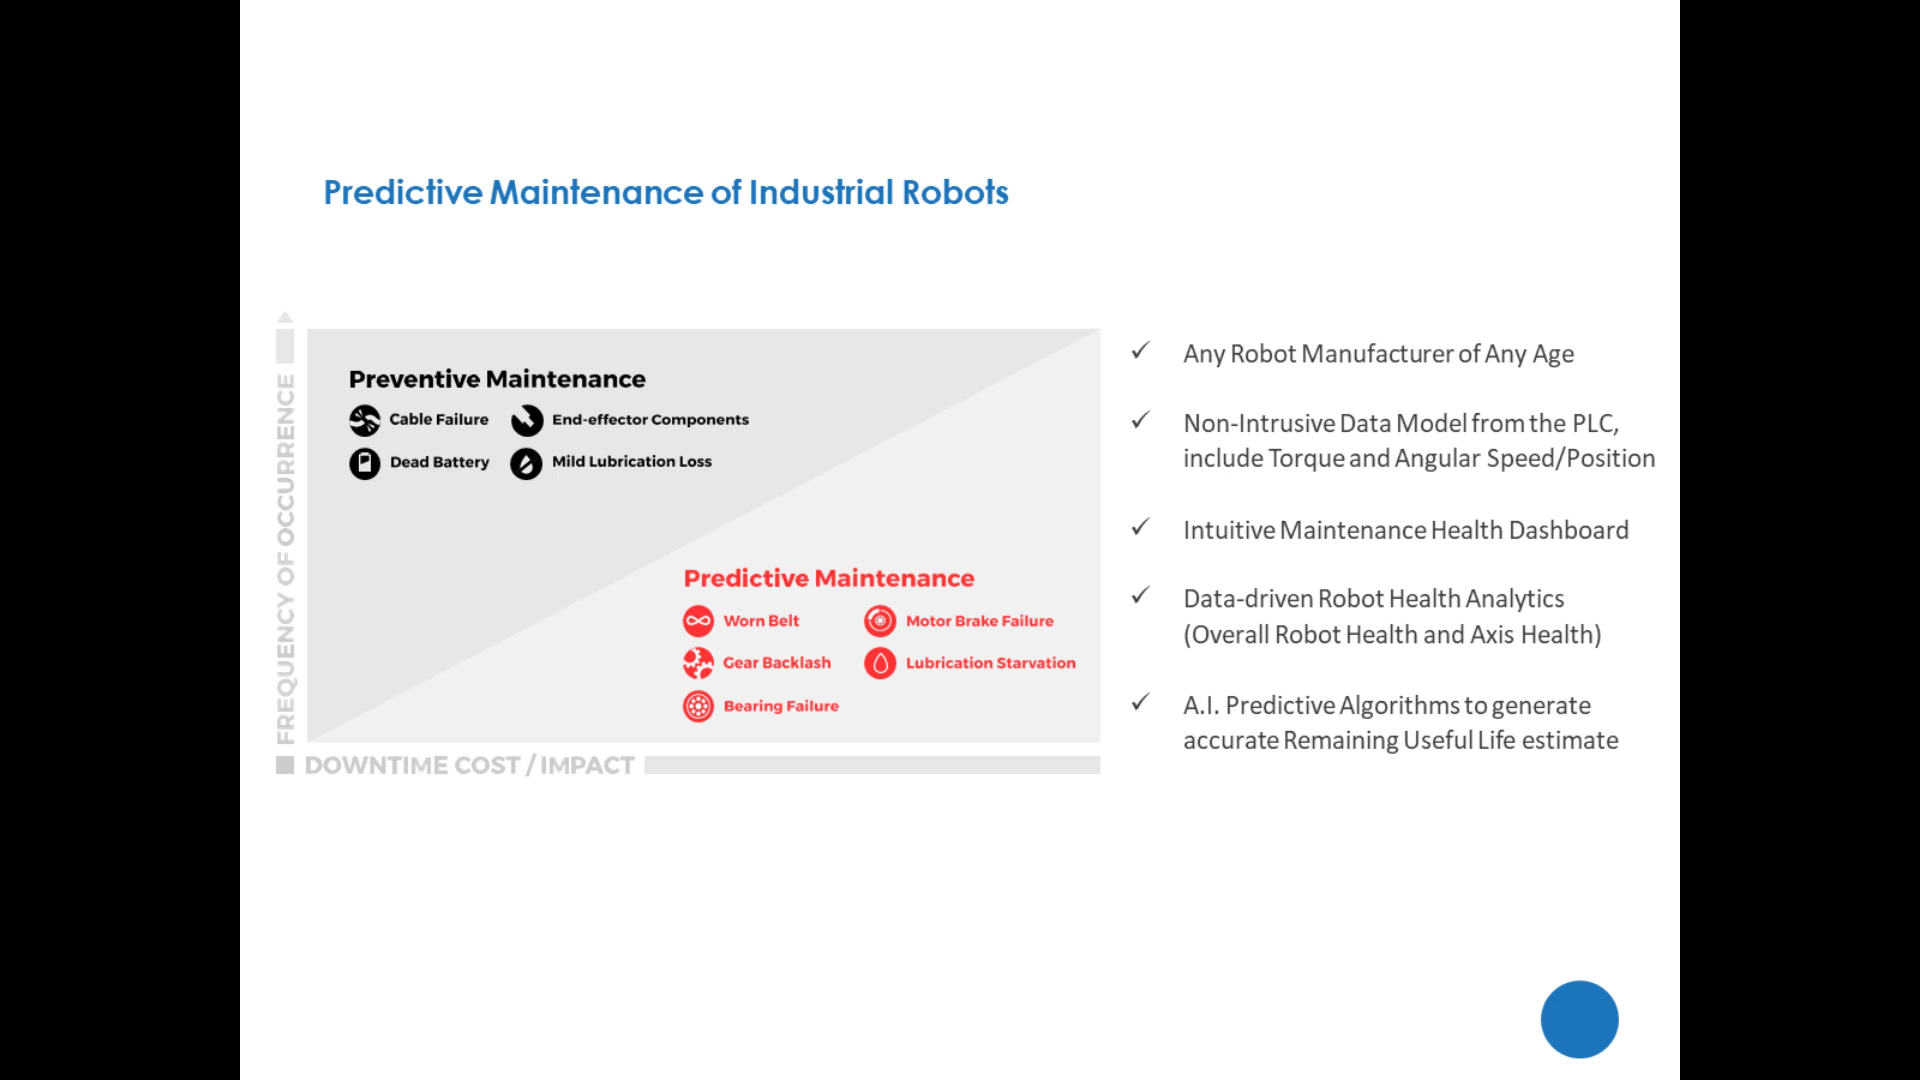 Predictive Maintenance of Industrial Robots
FREQUENCY OF OCCURRENCE
Preventive Maintenance
Cable Failure
End-effector Components
Dead Battery
Mild Lubrication Loss
Predictive Maintenance
Worn Belt
Motor Brake Failure
Gear Backlash
Lubrication Starvation
Bearing Failure
DOWNTIME COST / IMPACT
✓ Any Robot Manufacturer of Any Age
✓ Non-Intrusive Data Model from the PLC,
include Torque and Angular Speed/Position
✓ Intuitive Maintenance Health Dashboard
✓ Data-driven Robot Health Analytics
(Overall Robot Health and Axis Health)
✓ A.I. Predictive Algorithms to generate
accurate Remaining Useful Life estimate